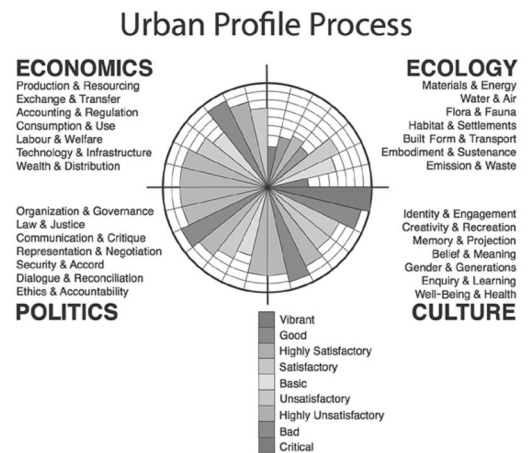 Urban Profile Process
ECONOMICS
Production & Resourcing
Exchange & Transfer
Accounting & Regulation
Consumption & Use
Labour & Welfare
Technology & Infrastructure
Wealth & Distribution
ECOLOGY
Materials & Energy
Water & Air
Flora & Fauna
Habitat & Settlements
Built Form & Transport
Embodiment & Sustenance
Emission & Waste
Organization & Governance
Law & Justice
Communication & Critique
Representation & Negotiation
Security & Accord
Dialogue & Reconciliation
Ethics & Accountability
POLITICS
Identity & Engagement
Creativity & Recreation
Memory & Projection
Belief & Meaning
Gender & Generations
Enquiry & Learning
Well-Being & Health
CULTURE
Vibrant
Good
Highly Satisfactory
Satisfactory
Basic
Unsatisfactory
Highly Unsatisfactory
Bad
Critical